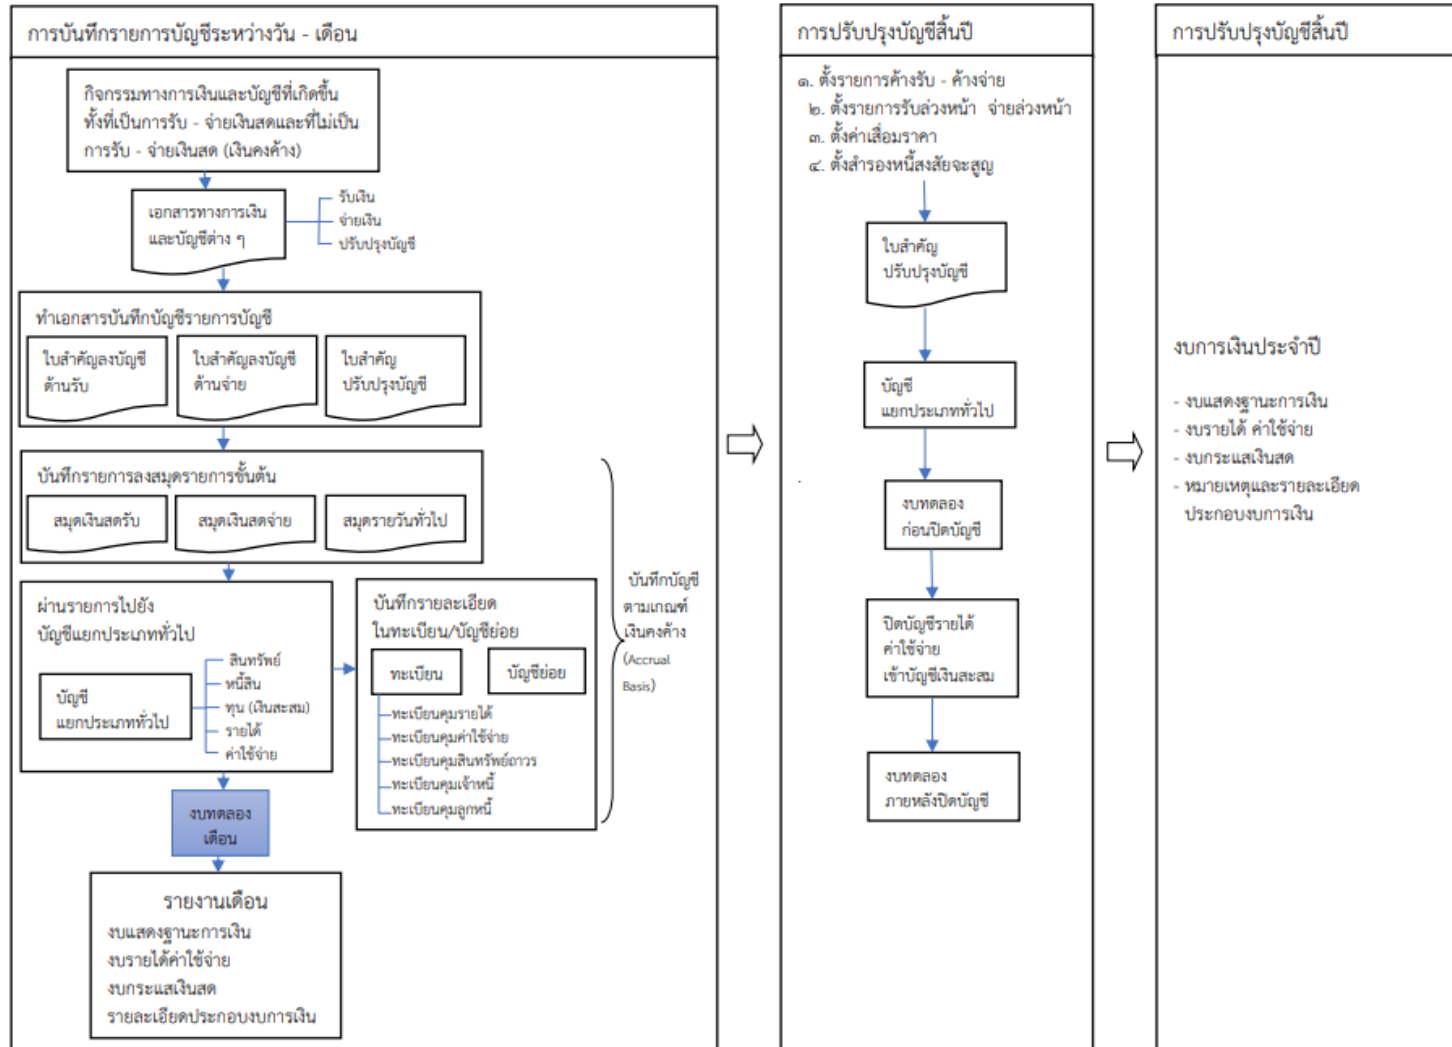 การบันทึกรายการบัญชีระหว่างวัน - เดือน
กิจกรรมทางการเงินและบัญชีที่เกิดขึ้น
ทั้งที่เป็นการรับ - จ่ายเงินสดและที่ไม่เป็น
การรับ - จ่ายเงินสด (เงินคงค้าง)
เอกสารทางการเงิน
และบัญชีต่าง ๆ
รับเงิน
จ่ายเงิน
ปรับปรุงบัญชี
ทำเอกสารบันทึกบัญชีรายการบัญชี
ใบสำคัญลงบัญชี
ด้านรับ
ใบสำคัญลงบัญชี
ด้านจ่าย
ใบสำคัญ
ปรับปรุงบัญชี
บันทึกรายการลงสมุดรายการขั้นต้น
สมุดเงินสดรับ
สมุดเงินสดจ่าย
สมุดรายวันทั่วไป
ผ่านรายการไปยัง
บัญชีแยกประเภททั่วไป
บัญชี
แยกประเภททั่วไป
สินทรัพย์
หนี้สิน
ทุน (เงินสะสม)
รายได้
ค่าใช้จ่าย
บันทึกรายละเอียด
ในทะเบียน/บัญชีย่อย
ทะเบียน
บัญชีย่อย
ทะเบียนคุมรายได้
ทะเบียนคุมค่าใช้จ่าย
ทะเบียนคุมสินทรัพย์ถาวร
ทะเบียนคุมเจ้าหนี้
ทะเบียนคุมลูกหนี้
บันทึกบัญชี
ตามเกณฑ์
เงินคงค้าง
(Accrual
Basis)
งบทดลอง
เดือน
รายงานเดือน
งบแสดงฐานะการเงิน
งบรายได้ค่าใช้จ่าย
งบกระแสเงินสด
รายละเอียดประกอบงบการเงิน
การปรับปรุงบัญชีสิ้นปี
๑. ตั้งรายการค้างรับ - ค้างจ่าย
๒. ตั้งรายการรับล่วงหน้า จ่ายล่วงหน้า
๓. ตั้งค่าเสื่อมราคา
๔. ตั้งสำรองหนี้สงสัยจะสูญ
ใบสำคัญ
ปรับปรุงบัญชี
บัญชี
แยกประเภททั่วไป
งบทดลอง
ก่อนปิดบัญชี
ปิดบัญชีรายได้
ค่าใช้จ่าย
เข้าบัญชีเงินสะสม
งบทดลอง
ภายหลังปิดบัญชี
การปรับปรุงบัญชีสิ้นปี
งบการเงินประจำปี
- งบแสดงฐานะการเงิน
- งบรายได้ ค่าใช้จ่าย
- งบกระแสเงินสด
- หมายเหตุและรายละเอียด
ประกอบงบการเงิน